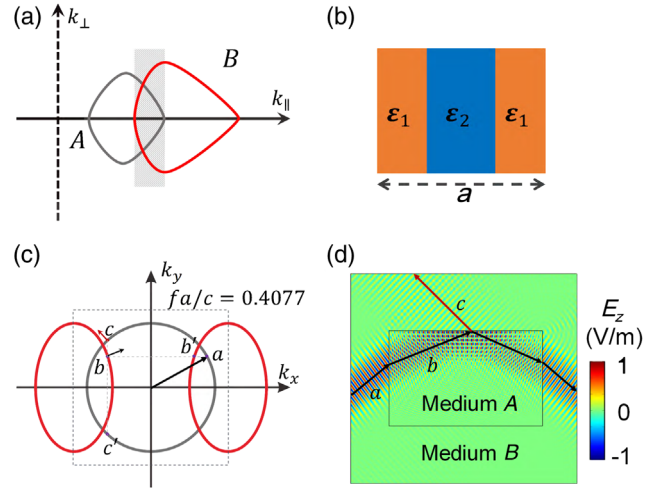 (a)
k⊥
B
k∥
A
(b)
ε1 ε2 ε1
a
(c)
ky
fa/c = 0.4077
c
b
b′
a
kx
c′
(d)
c
a
b
Medium A
Medium B
Ez
(V/m)
1
0
-1